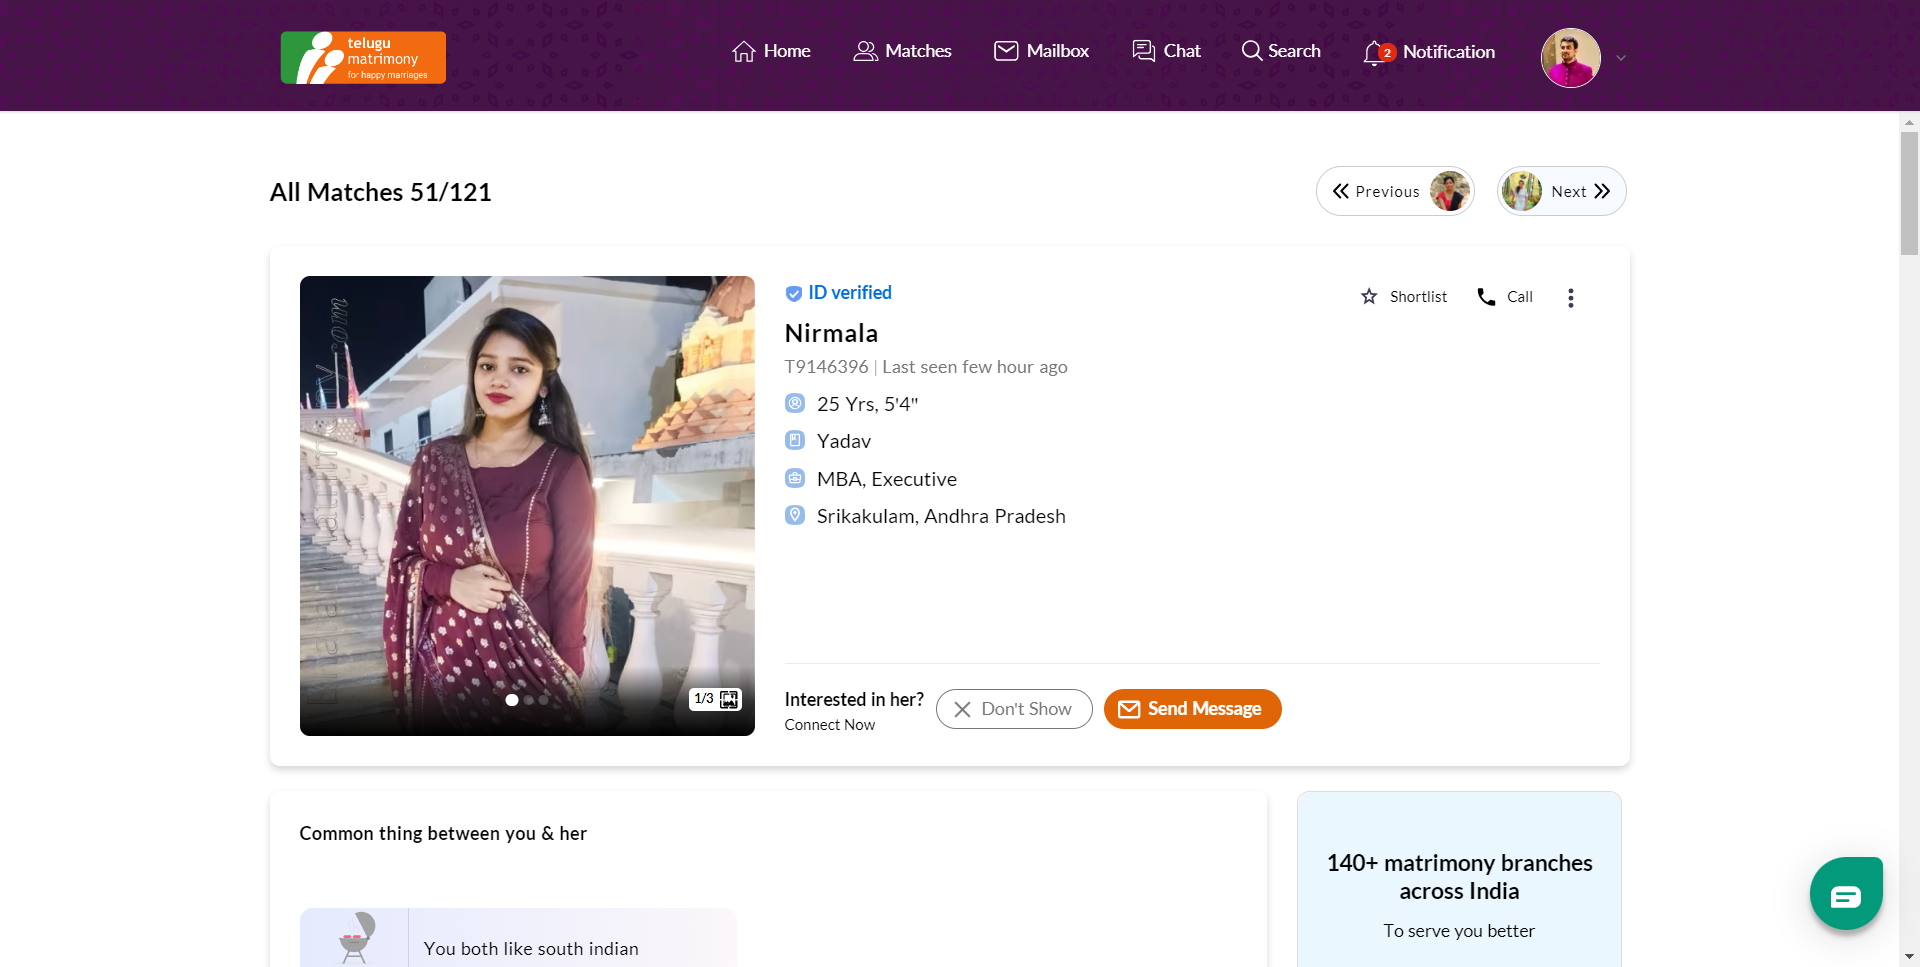 telugu
matrimony
for happy marriages
Home
Matches
Mailbox
Chat
Search
2
Notification
All Matches 51/121
Previous
Next
ID verified
Shortlist
Call
Nirmala
T9146396 | Last seen few hour ago
25 Yrs, 5'4"
Yadav
MBA, Executive
Srikakulam, Andhra Pradesh
1/3
Interested in her?
Connect Now
Don't Show
Send Message
Common thing between you & her
You both like south indian
140+ matrimony branches
across India
To serve you better